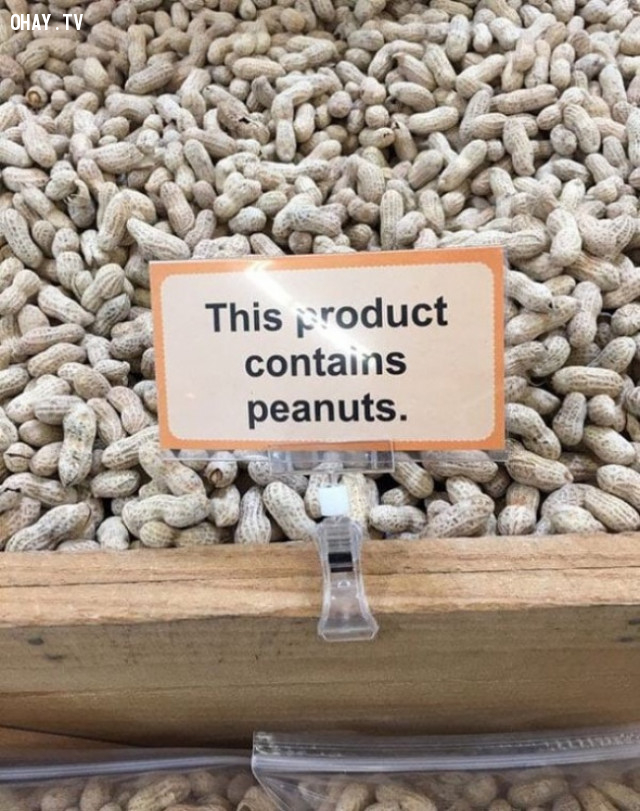 OHAY.TV
This product
contains
peanuts.